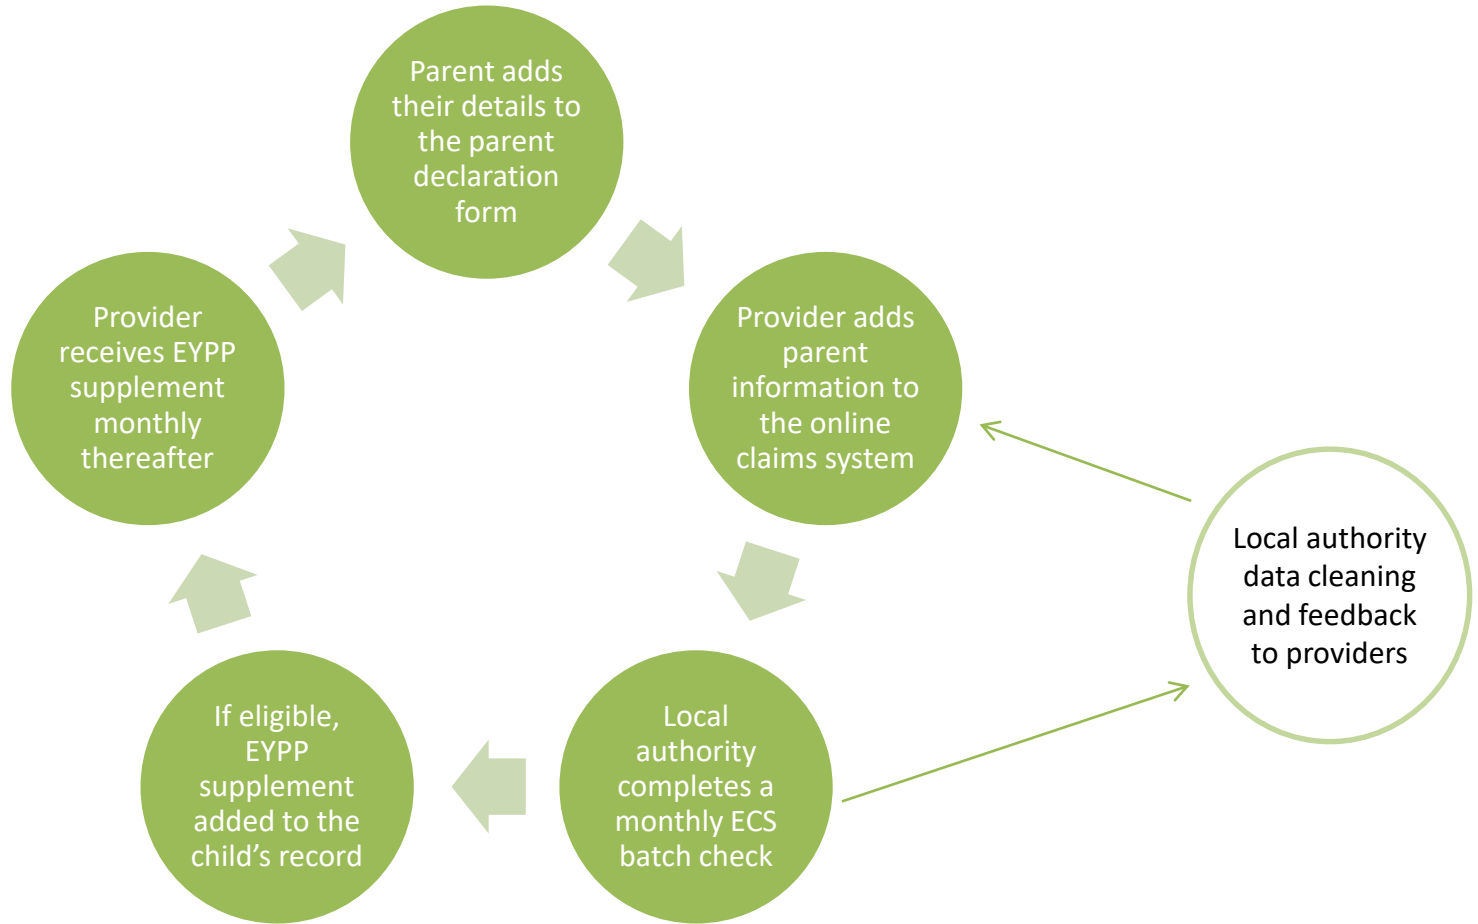 Parent adds
their details to
the parent
declaration
form
Provider adds
parent
information to
the online
claims system
Local
authority
completes a
monthly ECS
batch check
If eligible,
EYPP
supplement
added to the
child’s record
Provider
receives EYPP
supplement
monthly
thereafter
Local authority
data cleaning
and feedback
to providers